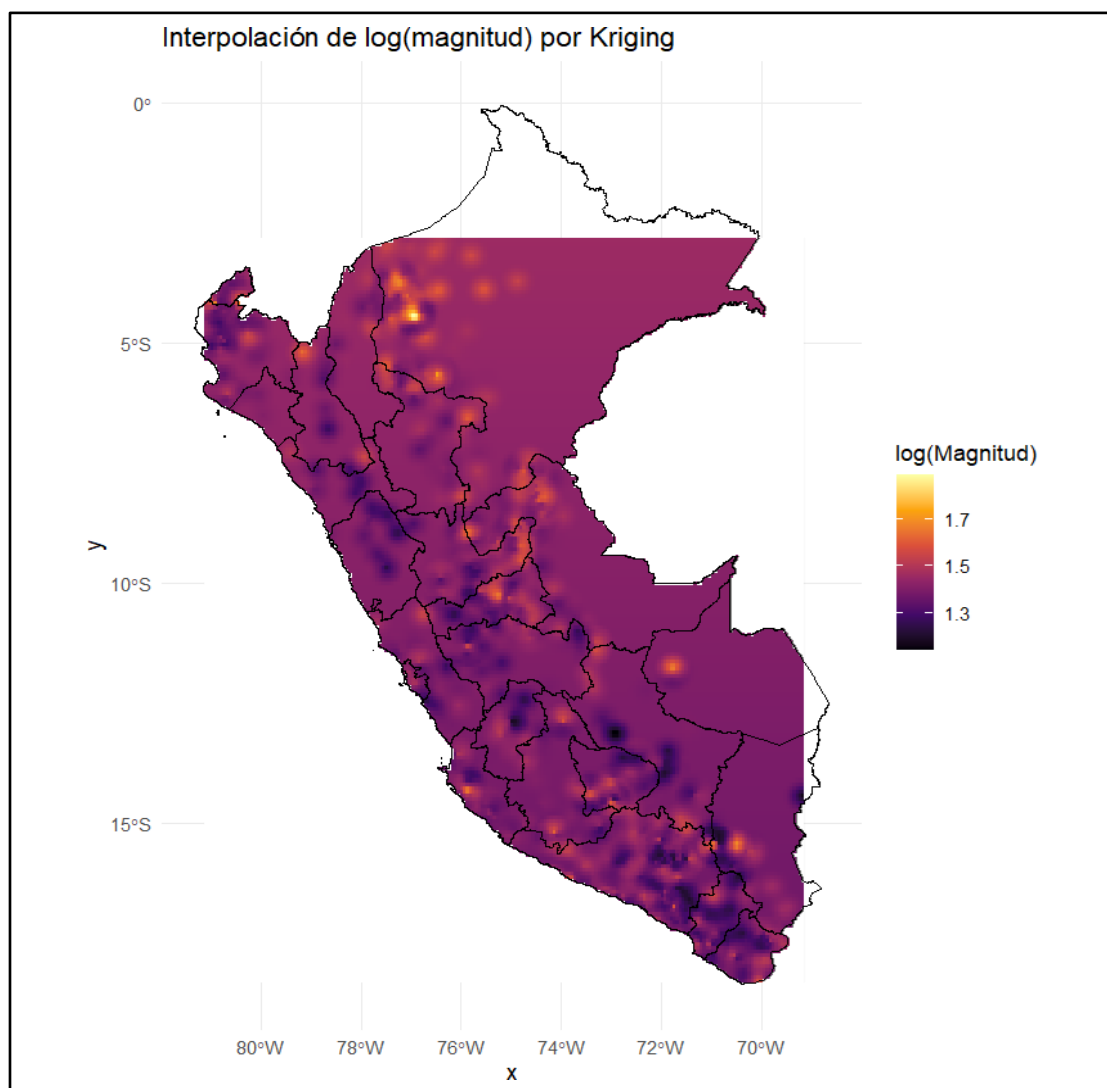 Interpolación de log(magnitud) por Kriging
0°
5°S
10°S
15°S
y
80°W 78°W 76°W 74°W 72°W 70°W
x
log(Magnitud)
1.7
1.5
1.3